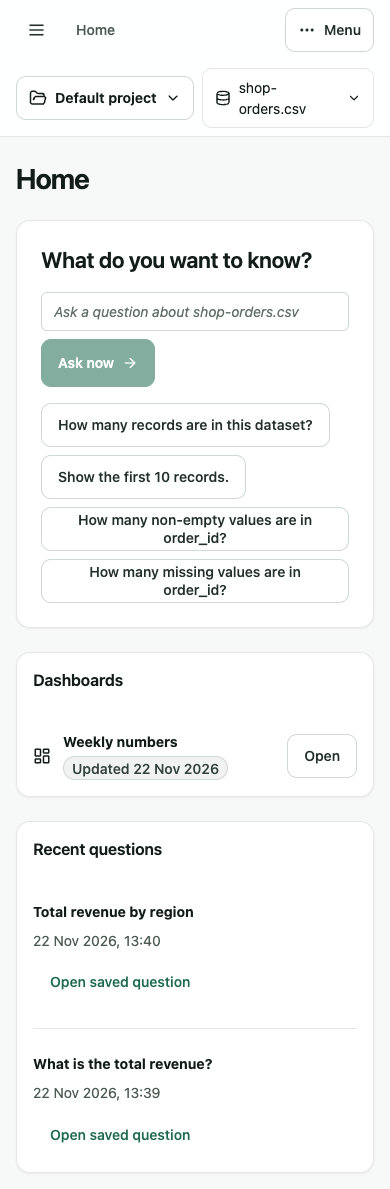 Home
Menu
Default project
shop-
orders.csv
Home
What do you want to know?
Ask a question about shop-orders.csv
Ask now
How many records are in this dataset?
Show the first 10 records.
How many non-empty values are in
order_id?
How many missing values are in
order_id?
Dashboards
Weekly numbers
Updated 22 Nov 2026
Open
Recent questions
Total revenue by region
22 Nov 2026, 13:40
Open saved question
What is the total revenue?
22 Nov 2026, 13:39
Open saved question